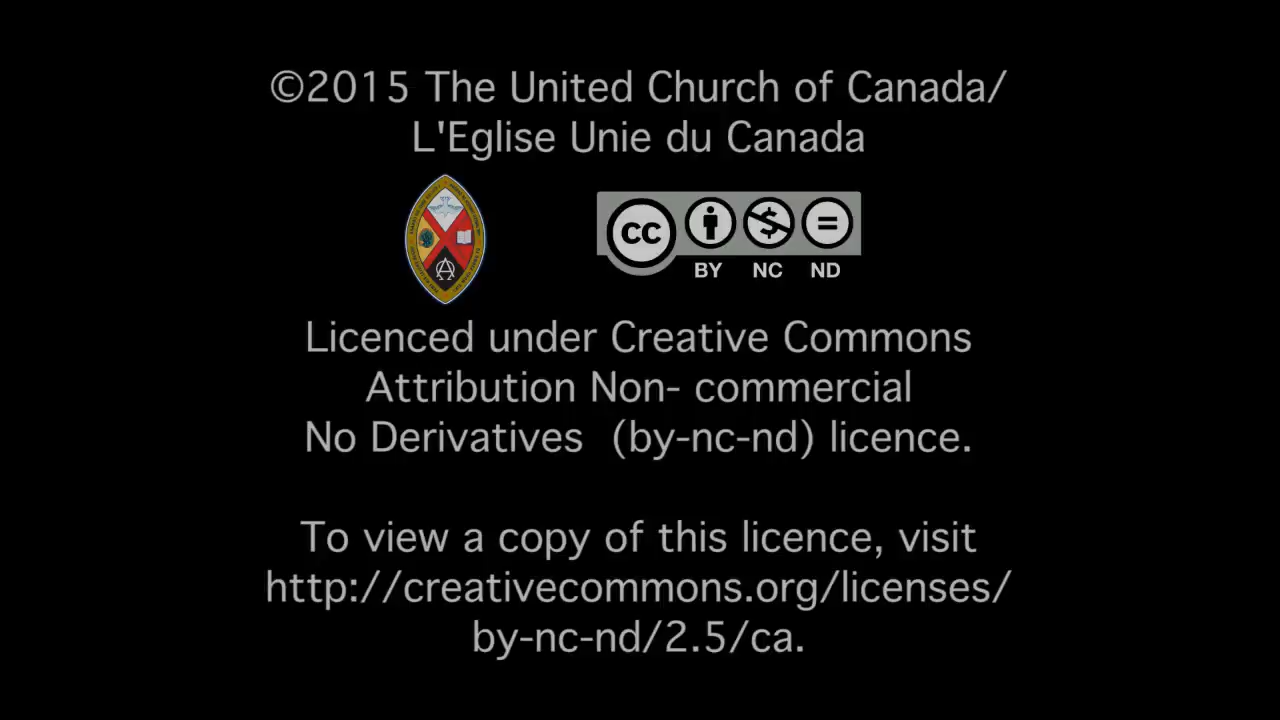 ©2015 The United Church of Canada/
L'Eglise Unie du Canada
CC
BY NC ND
Licenced under Creative Commons
Attribution Non- commercial
No Derivatives (by-nc-nd) licence.
To view a copy of this licence, visit
http://creativecommons.org/licenses/
by-nc-nd/2.5/ca.